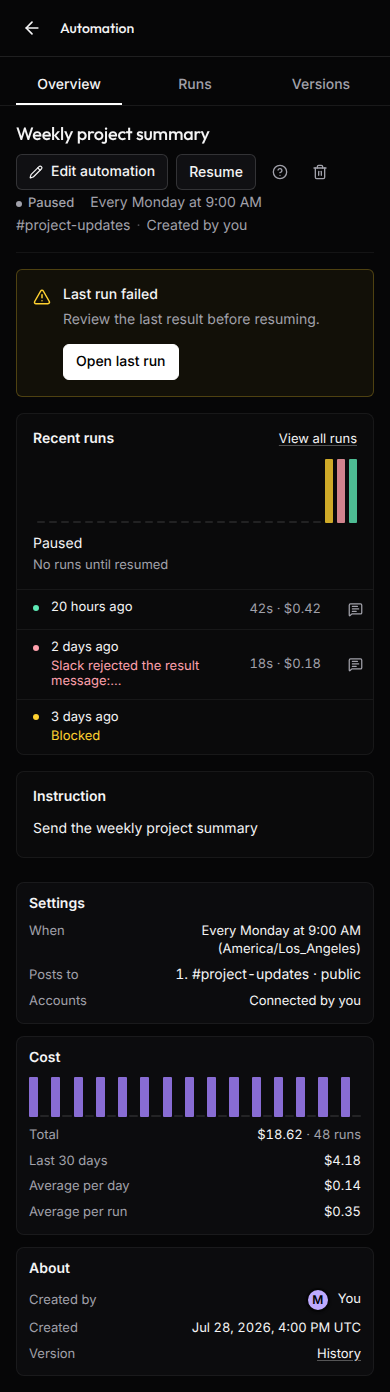 Automation
Overview Runs Versions
Weekly project summary
Edit automation Resume
Paused Every Monday at 9:00 AM
#project-updates · Created by you
Last run failed
Review the last result before resuming.
Open last run
Recent runs View all runs
Paused
No runs until resumed
20 hours ago 42s · $0.42
2 days ago
Slack rejected the result 18s · $0.18
message:...
3 days ago
Blocked
Instruction
Send the weekly project summary
Settings
When Every Monday at 9:00 AM
(America/Los_Angeles)
Posts to 1. #project-updates · public
Accounts Connected by you
Cost
Total $18.62 · 48 runs
Last 30 days $4.18
Average per day $0.14
Average per run $0.35
About
Created by M You
Created Jul 28, 2026, 4:00 PM UTC
Version History